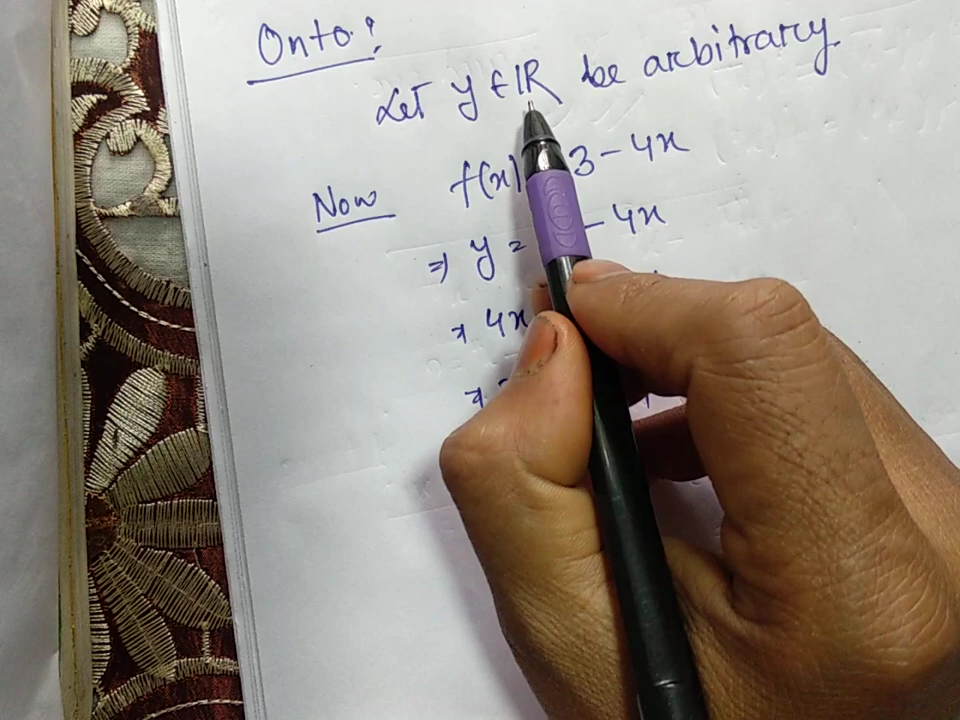 Onto:
Let y ∈ IR be arbitrary.
Now f(x) 3 - 4x
⇒ y = - 4x
⇒ 4x
⇒